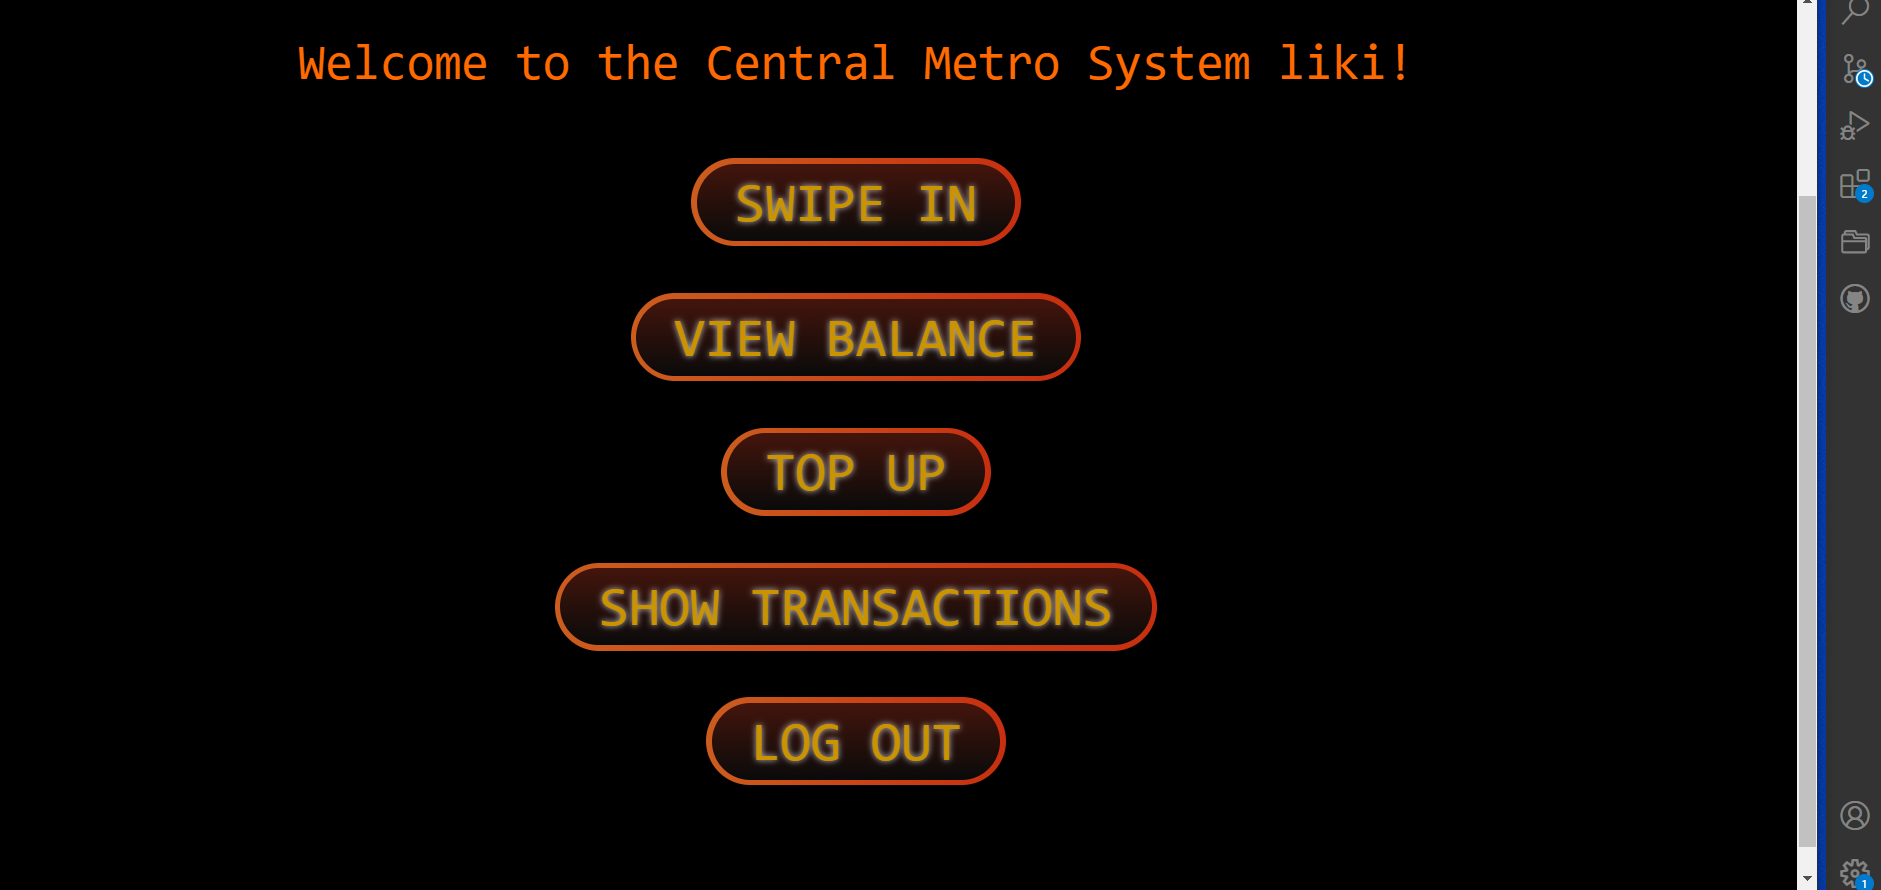 Welcome to the Central Metro System liki!
SWIPE IN
VIEW BALANCE
TOP UP
SHOW TRANSACTIONS
LOG OUT
2
1